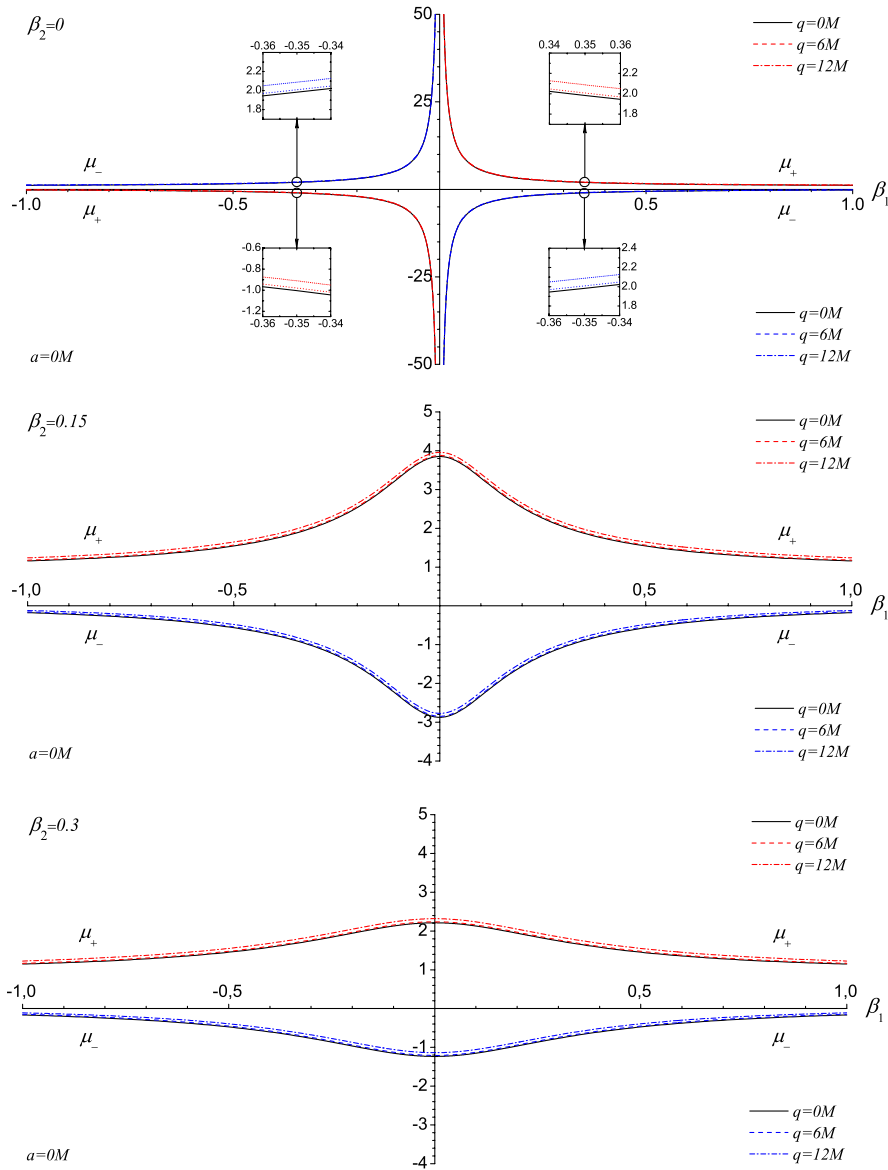 β₂=0
50
q=0M
q=6M
q=12M
-0.36 -0.35 -0.34
2.2
2.0
1.8
0.34 0.35 0.36
2.2
2.0
1.8
25
μ₋
μ₊
-1.0 -0.5 0.5 1.0 β₁
μ₊
μ₋
-0.6
-0.8
-1.0
-1.2
-0.36 -0.35 -0.34
2.4
2.2
2.0
1.8
-0.36 -0.35 -0.34
-25
-50
q=0M
q=6M
q=12M
a=0M
β₂=0.15
5
4
3
2
1
q=0M
q=6M
q=12M
μ₊
μ₊
-1,0 -0,5 0,5 1,0 β₁
μ₋
μ₋
-1
-2
-3
-4
q=0M
q=6M
q=12M
a=0M
β₂=0.3
5
4
3
2
1
q=0M
q=6M
q=12M
μ₊
μ₊
-1,0 -0,5 0,5 1,0 β₁
μ₋
μ₋
-1
-2
-3
-4
q=0M
q=6M
q=12M
a=0M